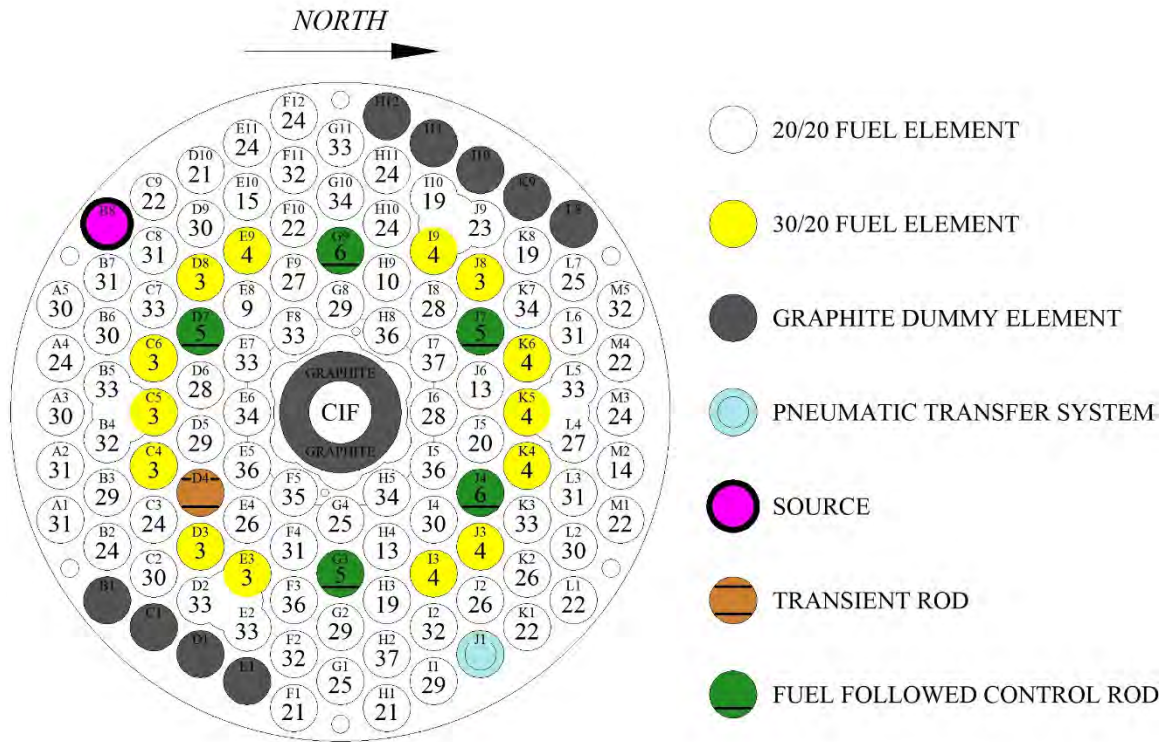 NORTH
F12
24
H12
E11
24
G11
33
I11
D10
21
F11
32
H11
24
J10
C9
22
E10
15
G10
34
I10
19
K9
B8
D9
30
F10
22
H10
24
J9
23
L8
C8
31
E9
4
G9
6
I9
4
K8
19
B7
31
D8
3
F9
27
H9
10
J8
3
L7
25
A5
30
C7
33
E8
9
G8
29
I8
28
K7
34
M5
32
B6
30
D7
5
F8
33
H8
36
J7
5
L6
31
A4
24
C6
3
E7
33
I7
37
K6
4
M4
22
GRAPHITE
B5
33
D6
28
J6
13
L5
33
A3
30
C5
3
E6
34
CIF
I6
28
K5
4
M3
24
B4
32
D5
29
GRAPHITE
J5
20
L4
27
A2
31
C4
3
E5
36
I5
36
K4
4
M2
14
B3
29
D4
F5
35
H5
34
J4
6
L3
31
A1
31
C3
24
E4
26
G4
25
I4
30
K3
33
M1
22
B2
24
D3
3
F4
31
H4
13
J3
4
L2
30
C2
30
E3
3
G3
5
I3
4
K2
26
B1
D2
33
F3
36
H3
19
J2
26
L1
22
C1
E2
33
G2
29
I2
32
K1
22
D1
F2
32
H2
37
J1
E1
G1
25
I1
29
F1
21
H1
21
20/20 FUEL ELEMENT
30/20 FUEL ELEMENT
GRAPHITE DUMMY ELEMENT
PNEUMATIC TRANSFER SYSTEM
SOURCE
TRANSIENT ROD
FUEL FOLLOWED CONTROL ROD